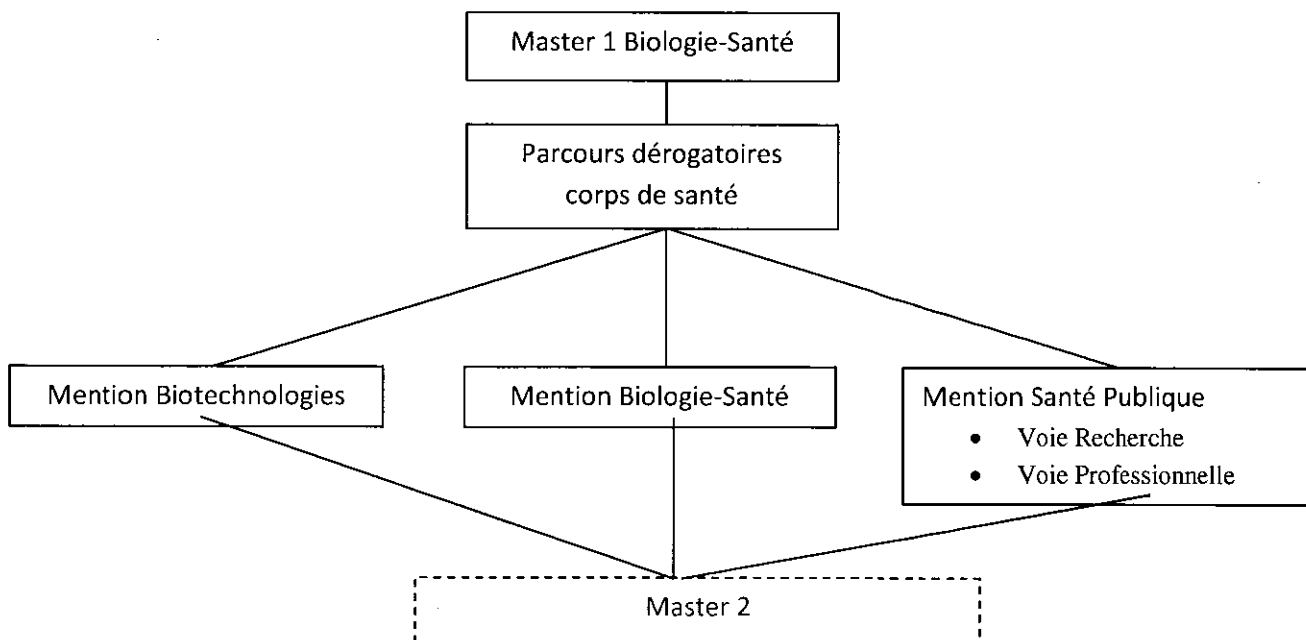 Master 1 Biologie-Santé
Parcours dérogatoires
corps de santé
Mention Biotechnologies
Mention Biologie-Santé
Mention Santé Publique
• Voie Recherche
• Voie Professionnelle
Master 2